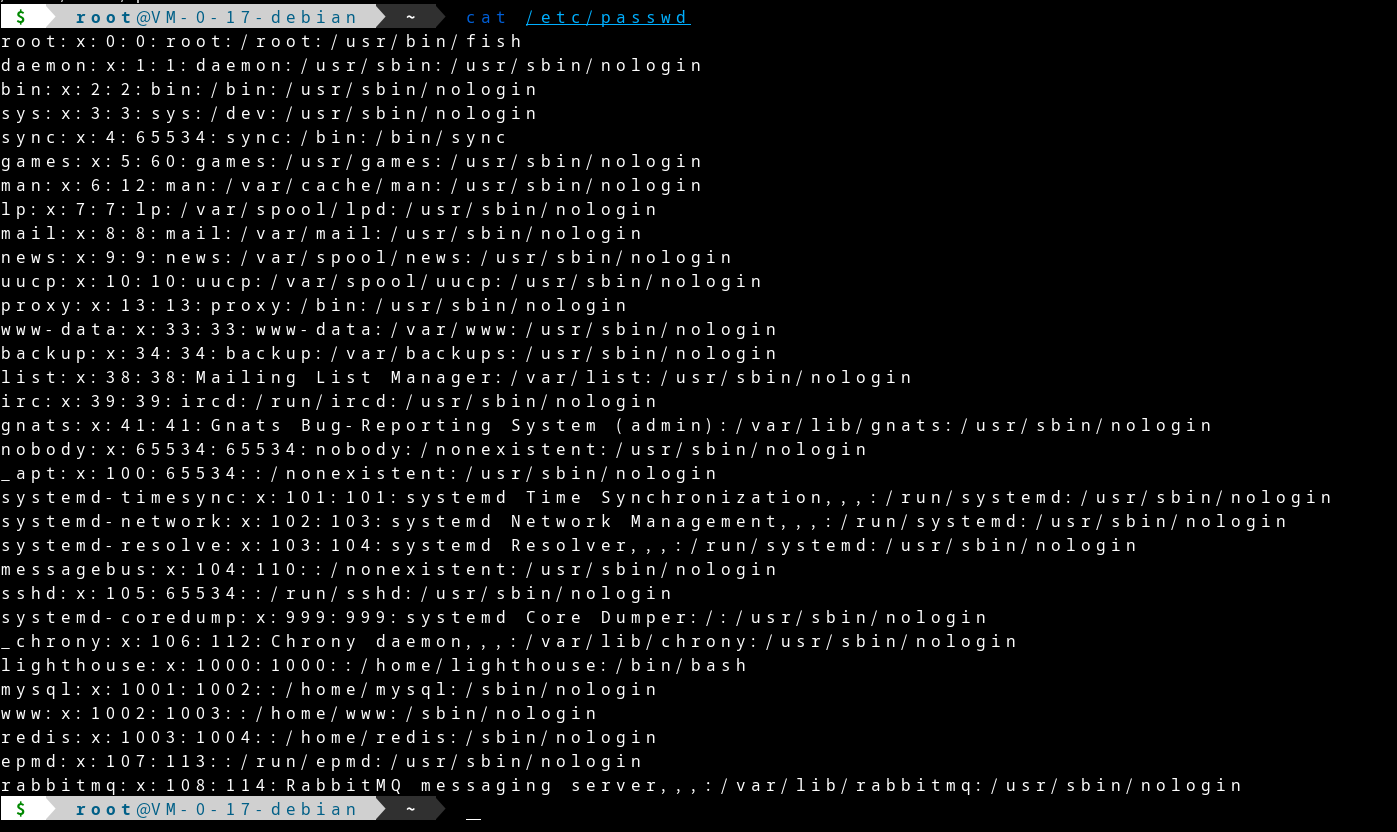 $ root@VM-0-17-debian ~ cat /etc/passwd
root:x:0:0:root:/root:/usr/bin/fish
daemon:x:1:1:daemon:/usr/sbin:/usr/sbin/nologin
bin:x:2:2:bin:/bin:/usr/sbin/nologin
sys:x:3:3:sys:/dev:/usr/sbin/nologin
sync:x:4:65534:sync:/bin:/bin/sync
games:x:5:60:games:/usr/games:/usr/sbin/nologin
man:x:6:12:man:/var/cache/man:/usr/sbin/nologin
lp:x:7:7:lp:/var/spool/lpd:/usr/sbin/nologin
mail:x:8:8:mail:/var/mail:/usr/sbin/nologin
news:x:9:9:news:/var/spool/news:/usr/sbin/nologin
uucp:x:10:10:uucp:/var/spool/uucp:/usr/sbin/nologin
proxy:x:13:13:proxy:/bin:/usr/sbin/nologin
www-data:x:33:33:www-data:/var/www:/usr/sbin/nologin
backup:x:34:34:backup:/var/backups:/usr/sbin/nologin
list:x:38:38:Mailing List Manager:/var/list:/usr/sbin/nologin
irc:x:39:39:ircd:/run/ircd:/usr/sbin/nologin
gnats:x:41:41:Gnats Bug-Reporting System (admin):/var/lib/gnats:/usr/sbin/nologin
nobody:x:65534:65534:nobody:/nonexistent:/usr/sbin/nologin
_apt:x:100:65534::/nonexistent:/usr/sbin/nologin
systemd-timesync:x:101:101:systemd Time Synchronization,,,:/run/systemd:/usr/sbin/nologin
systemd-network:x:102:103:systemd Network Management,,,:/run/systemd:/usr/sbin/nologin
systemd-resolve:x:103:104:systemd Resolver,,,:/run/systemd:/usr/sbin/nologin
messagebus:x:104:110::/nonexistent:/usr/sbin/nologin
sshd:x:105:65534::/run/sshd:/usr/sbin/nologin
systemd-coredump:x:999:999:systemd Core Dumper:/:/usr/sbin/nologin
_chrony:x:106:112:Chrony daemon,,,:/var/lib/chrony:/usr/sbin/nologin
lighthouse:x:1000:1000::/home/lighthouse:/bin/bash
mysql:x:1001:1002::/home/mysql:/sbin/nologin
www:x:1002:1003::/home/www:/sbin/nologin
redis:x:1003:1004::/home/redis:/sbin/nologin
epmd:x:107:113::/run/epmd:/usr/sbin/nologin
rabbitmq:x:108:114:RabbitMQ messaging server,,,:/var/lib/rabbitmq:/usr/sbin/nologin
$ root@VM-0-17-debian ~ _